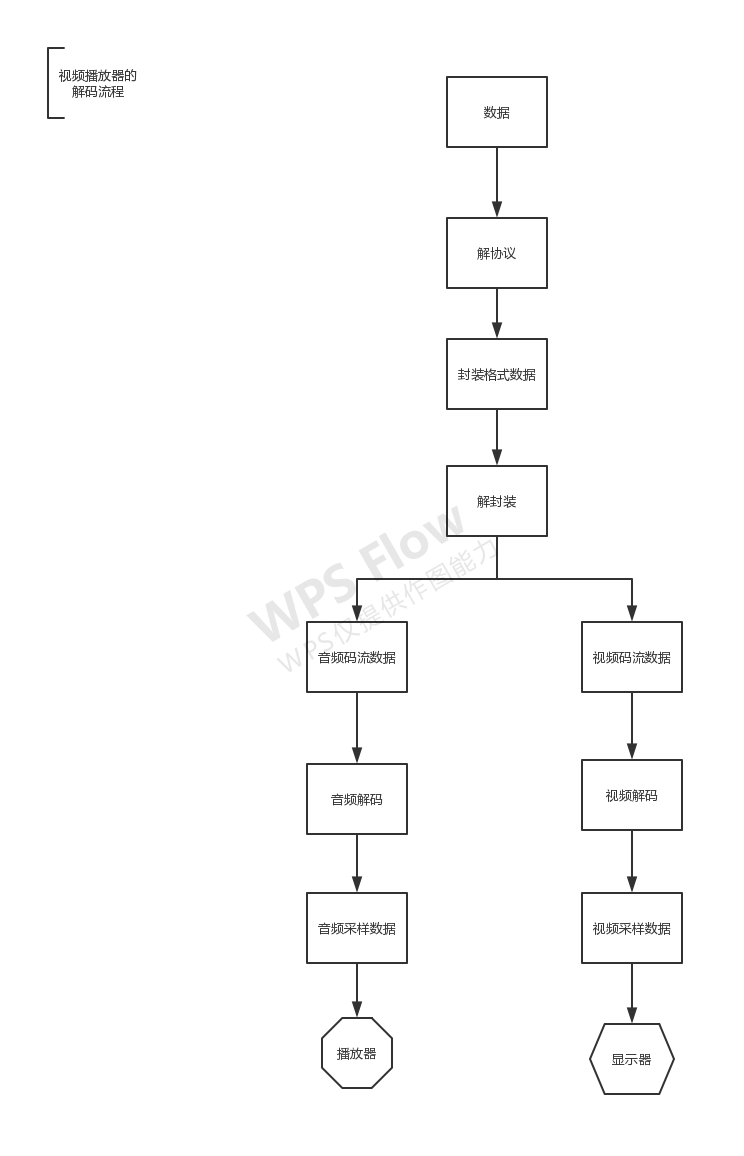 视频播放器的
解码流程
数据
解协议
封装格式数据
解封装
WPS Flow
WPS仅提供作图能力
音频码流数据
视频码流数据
音频解码
视频解码
音频采样数据
视频采样数据
播放器
显示器